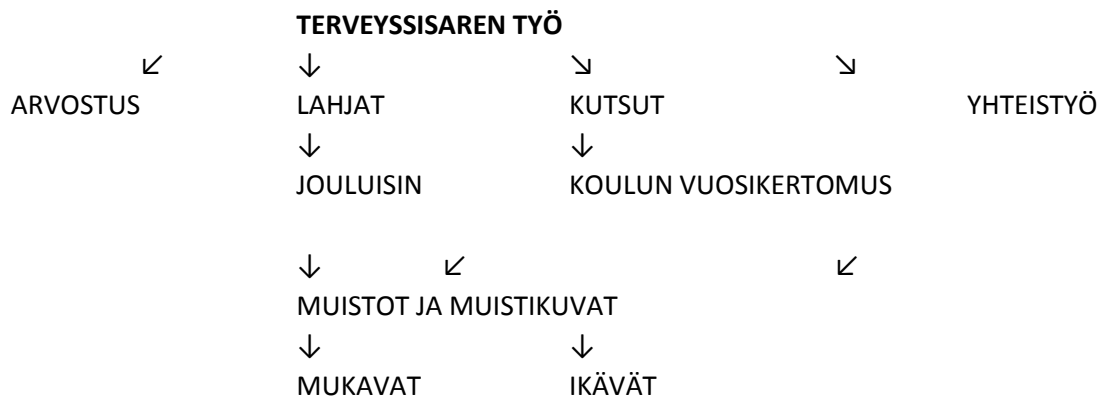 TERVEYSSISAREN TYÖ
↙ ↓ ↘ ↘
ARVOSTUS LAHJAT KUTSUT YHTEISTYÖ
↓ ↓
JOULUISIN KOULUN VUOSIKERTOMUS
↓ ↙ ↙
MUISTOT JA MUISTIKUVAT
↓ ↓
MUKAVAT IKÄVÄT